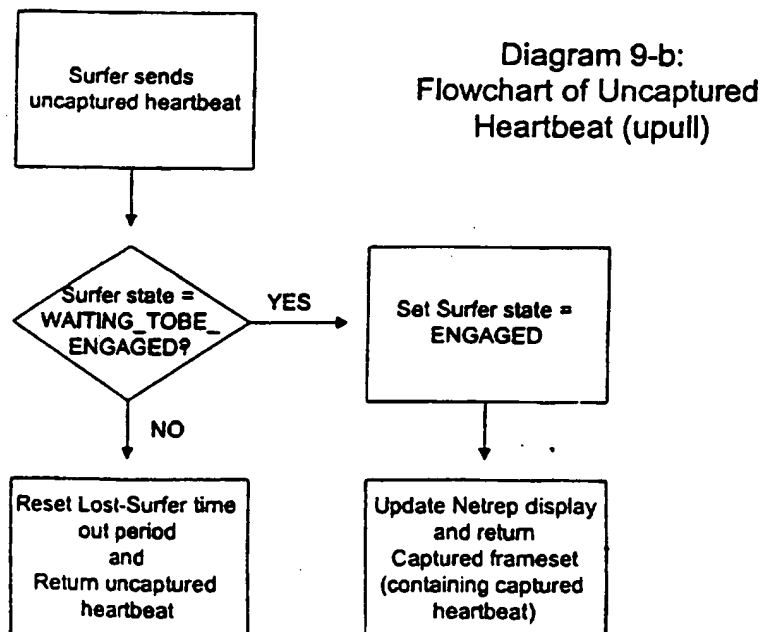 Diagram 9-b:
Flowchart of Uncaptured
Heartbeat (upull)
Surfer sends
uncaptured heartbeat
Surfer state =
WAITING_TOBE_
ENGAGED?
YES
Set Surfer state =
ENGAGED
NO
Reset Lost-Surfer time
out period
and
Return uncaptured
heartbeat
Update Netrep display
and return
Captured frameset
(containing captured
heartbeat)